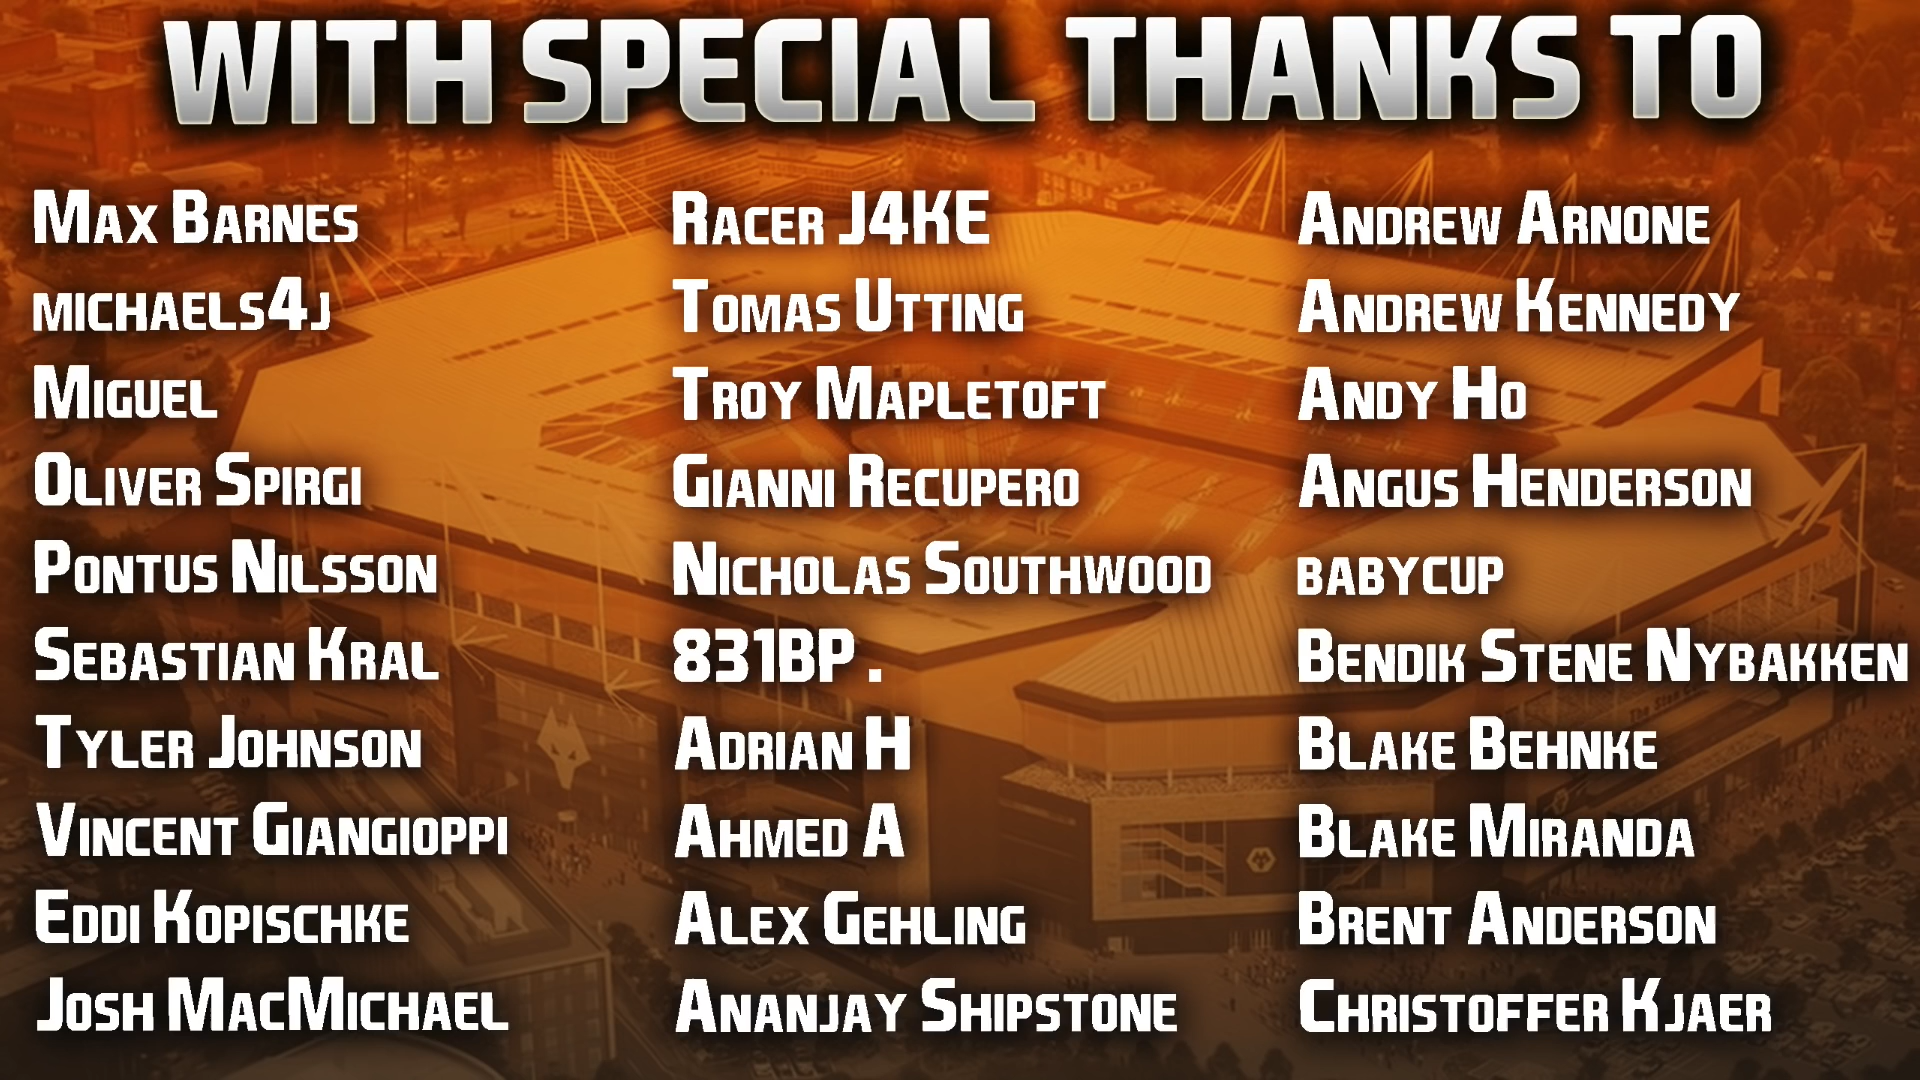 WITH SPECIAL THANKS TO
Max Barnes
michaels4j
Miguel
Oliver Spirgi
Pontus Nilsson
Sebastian Kral
Tyler Johnson
Vincent Giangioppi
Eddi Kopischke
Josh MacMichael
Racer J4KE
Tomas Utting
Troy Mapletoft
Gianni Recupero
Nicholas Southwood
831BP .
Adrian H
Ahmed A
Alex Gehling
Ananjay Shipstone
Andrew Arnone
Andrew Kennedy
Andy Ho
Angus Henderson
babycup
Bendik Stene Nybakken
Blake Behnke
Blake Miranda
Brent Anderson
Christoffer Kjaer